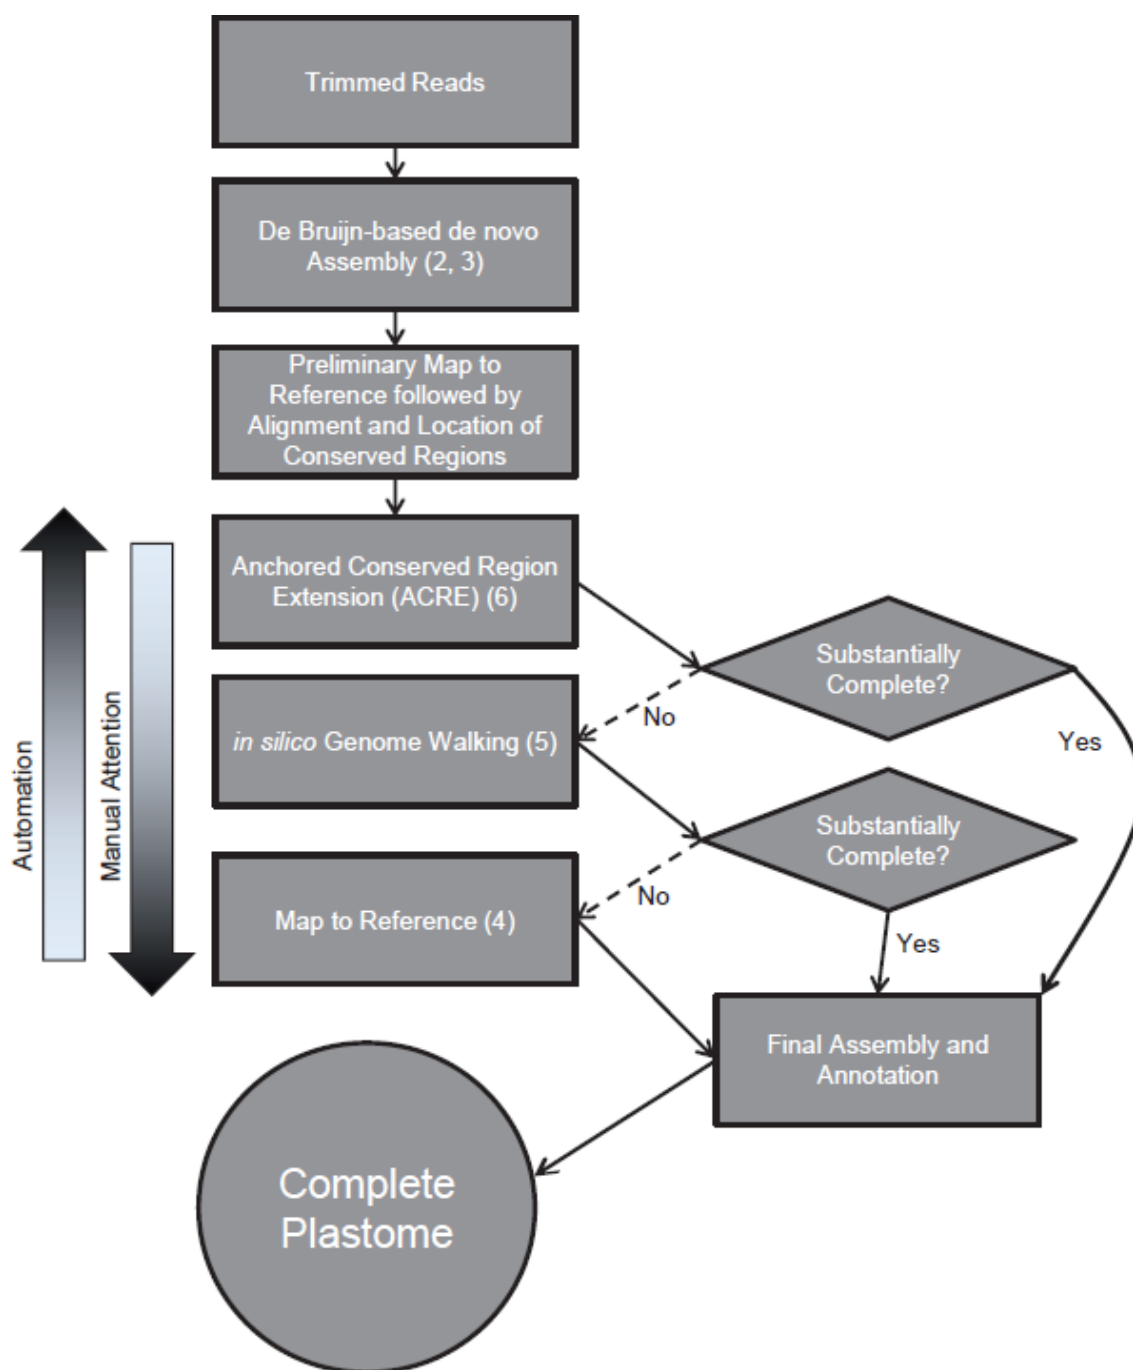 Trimmed Reads
De Bruijn-based de novo
Assembly (2, 3)
Preliminary Map to
Reference followed by
Alignment and Location of
Conserved Regions
Anchored Conserved Region
Extension (ACRE) (6)
Substantially
Complete?
No
Yes
in silico Genome Walking (5)
Substantially
Complete?
No
Yes
Map to Reference (4)
Automation
Manual Attention
Final Assembly and
Annotation
Complete
Plastome